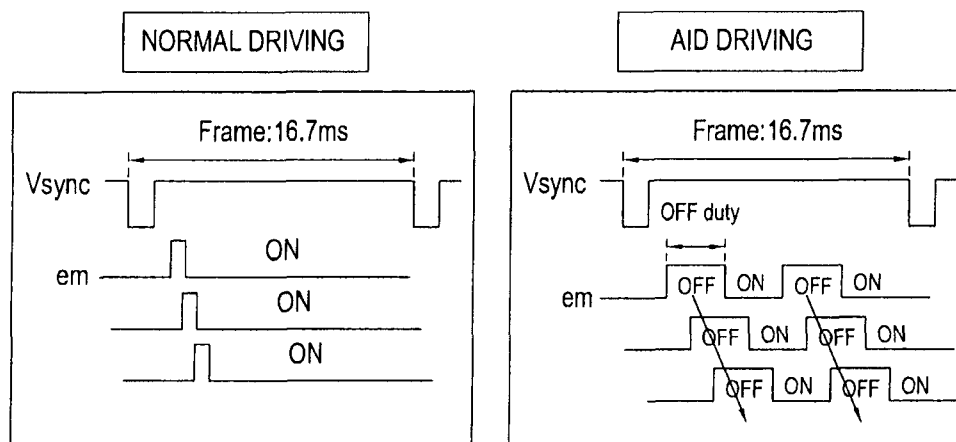 NORMAL DRIVING
Frame:16.7ms
Vsync
ON
em
ON
ON
AID DRIVING
Frame:16.7ms
Vsync
OFF duty
em
OFF ON OFF ON
OFF ON OFF ON
OFF ON OFF ON